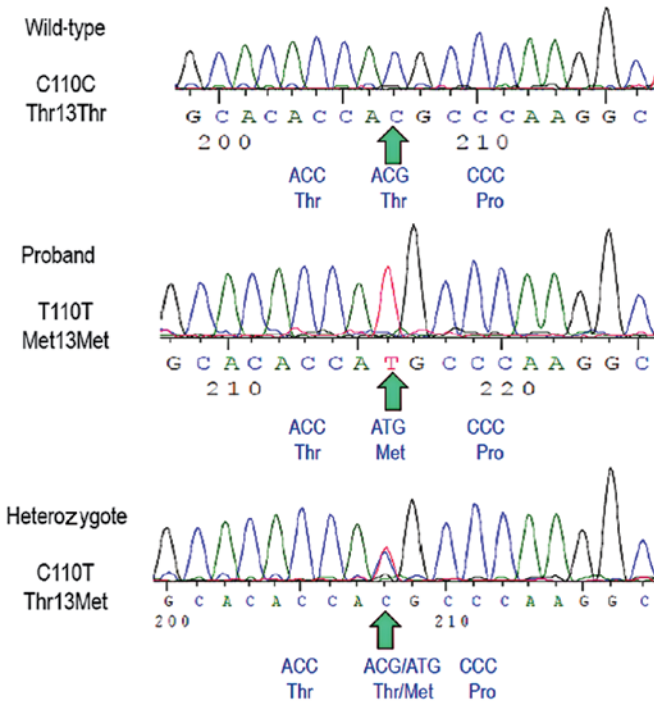 Wild-type
C110C
Thr13Thr
G C A C A C C A C G C C C A A G G C
200 210
ACC ACG CCC
Thr Thr Pro
Proband
T110T
Met13Met
G C A C A C C A T G C C C A A G G C
210 220
ACC ATG CCC
Thr Met Pro
Heterozygote
C110T
Thr13Met
G C A C A C C A C G C C C A A G G C
200 210
ACC ACG/ATG CCC
Thr Thr/Met Pro